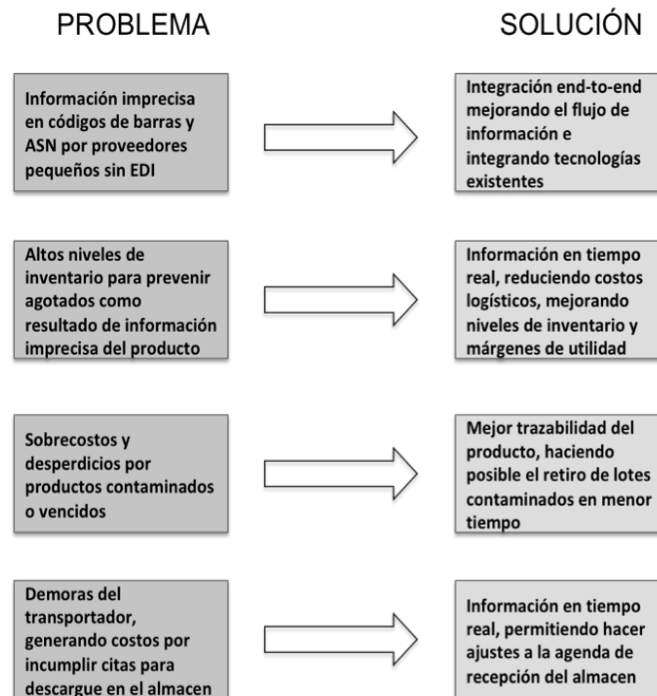 PROBLEMA
SOLUCIÓN
Información imprecisa
en códigos de barras y
ASN por proveedores
pequeños sin EDI
Integración end-to-end
mejorando el flujo de
información e
integrando tecnologías
existentes
Altos niveles de
inventario para prevenir
agotados como
resultado de información
imprecisa del producto
Información en tiempo
real, reduciendo costos
logísticos, mejorando
niveles de inventario y
márgenes de utilidad
Sobrecostos y
desperdicios por
productos contaminados
o vencidos
Mejor trazabilidad del
producto, haciendo
posible el retiro de lotes
contaminados en menor
tiempo
Demoras del
transportador,
generando costos por
incumplir citas para
descargue en el almacen
Información en tiempo
real, permitiendo hacer
ajustes a la agenda de
recepción del almacen